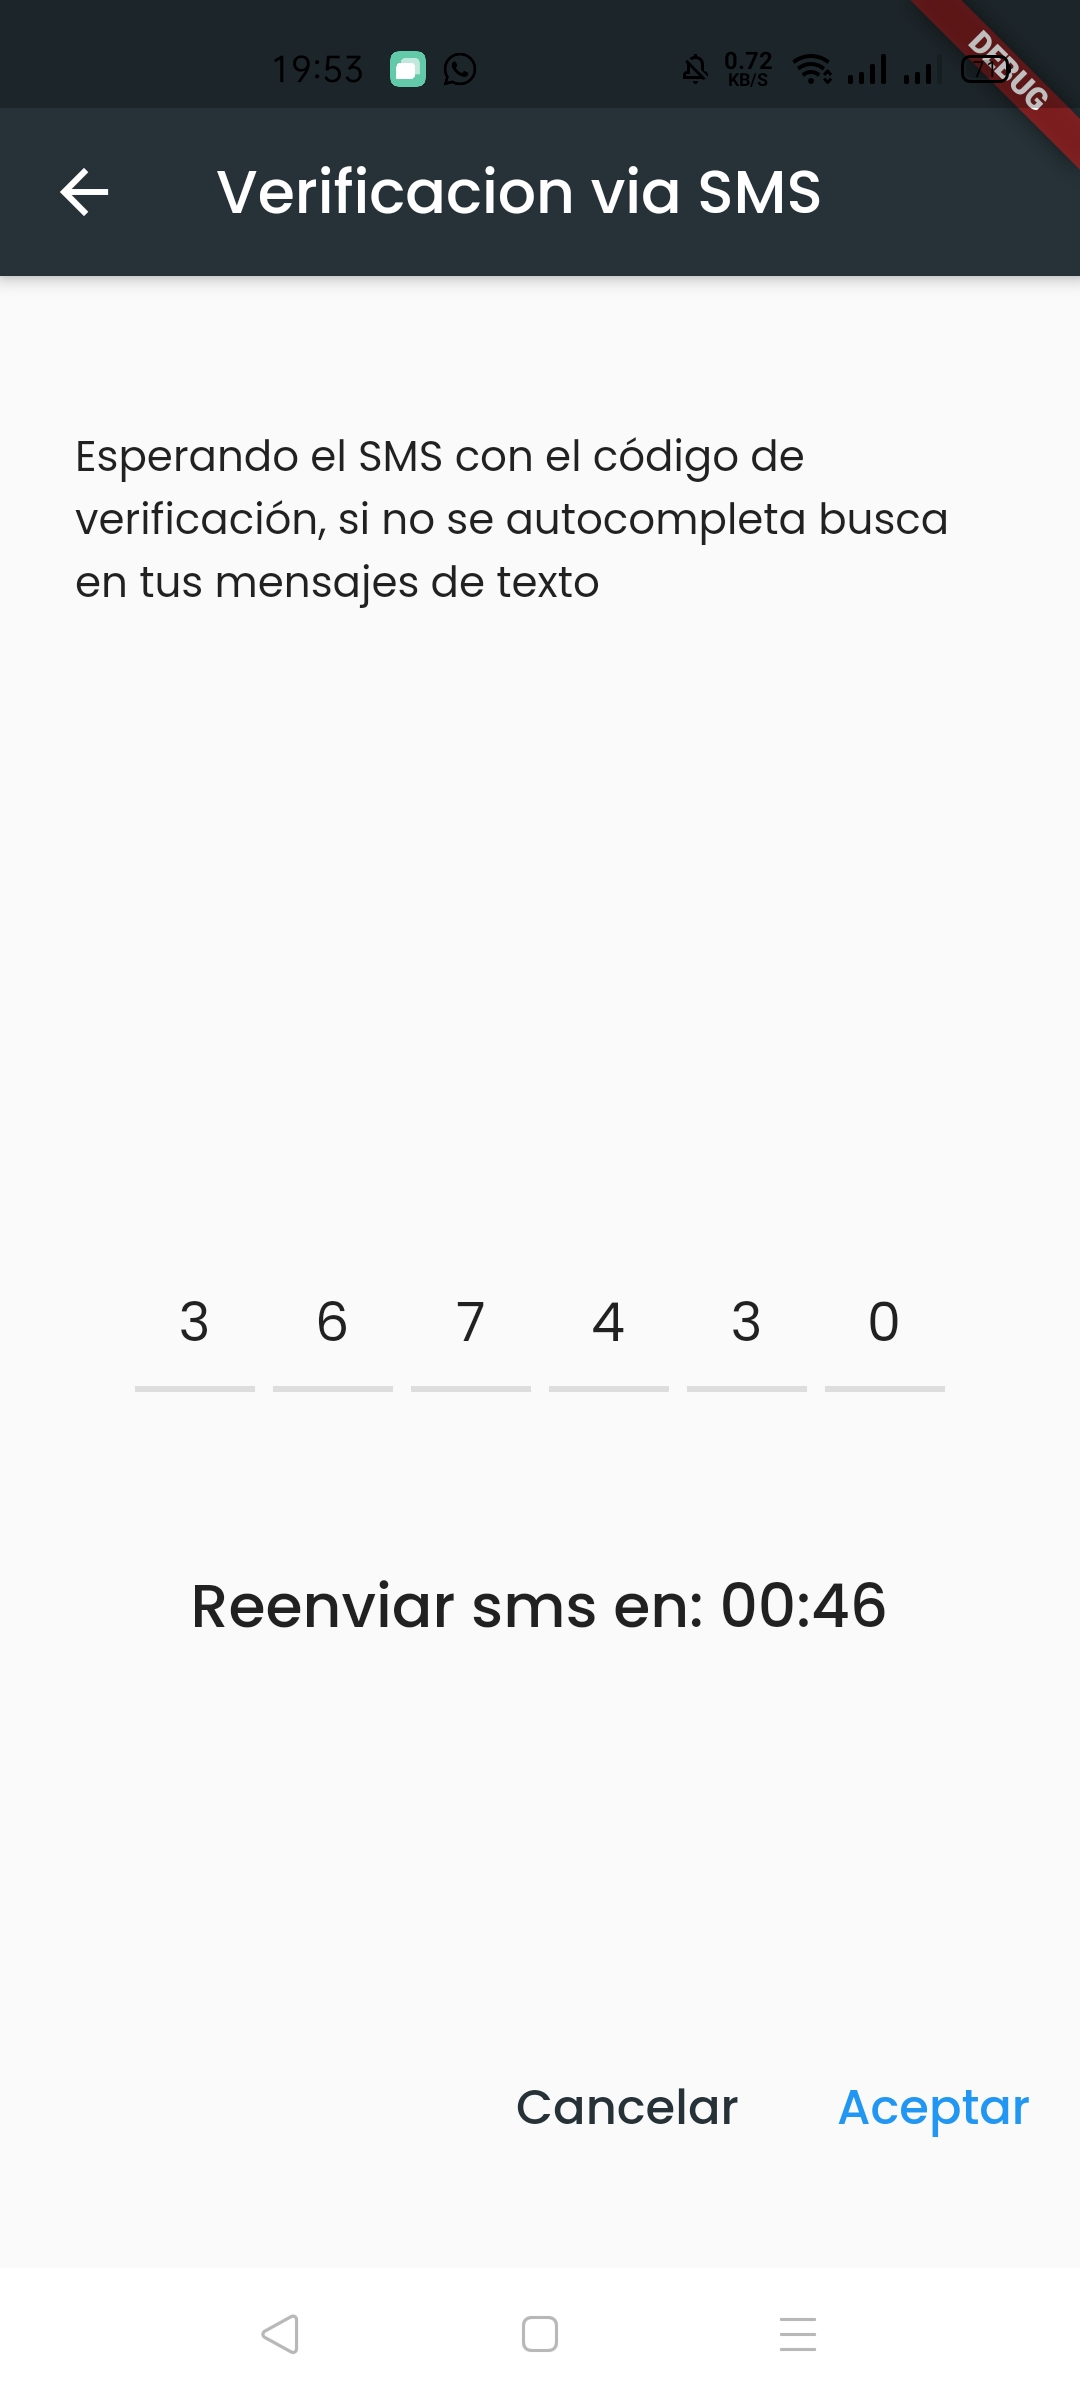 19:53
0.72
KB/S
71
DEBUG
Verificacion via SMS
Esperando el SMS con el código de
verificación, si no se autocompleta busca
en tus mensajes de texto
3 6 7 4 3 0
Reenviar sms en: 00:46
Cancelar Aceptar